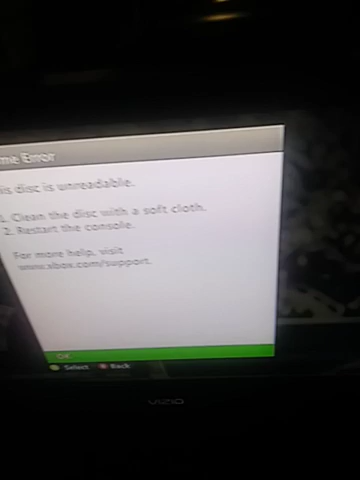 me Error
is disc is unreadable.
1. Clean the disc with a soft cloth.
2. Restart the console.
For more help, visit
www.xbox.com/support.
OK
Select Back
VIZIO